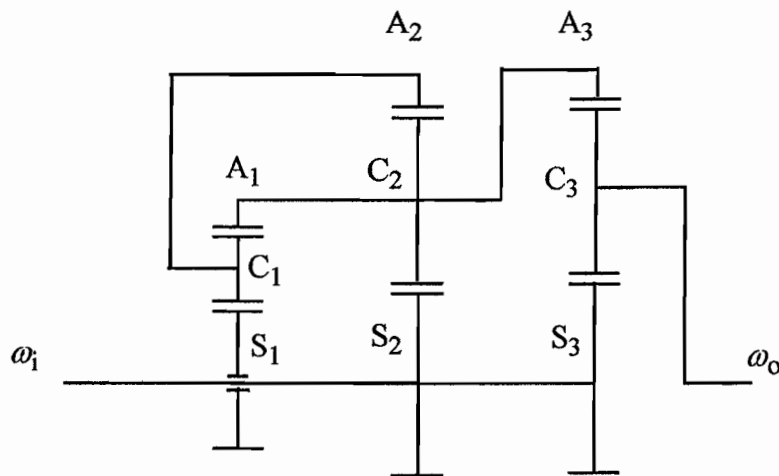 A₂ A₃
A₁ C₂ C₃
C₁
S₁ S₂ S₃
ωᵢ ωₒ